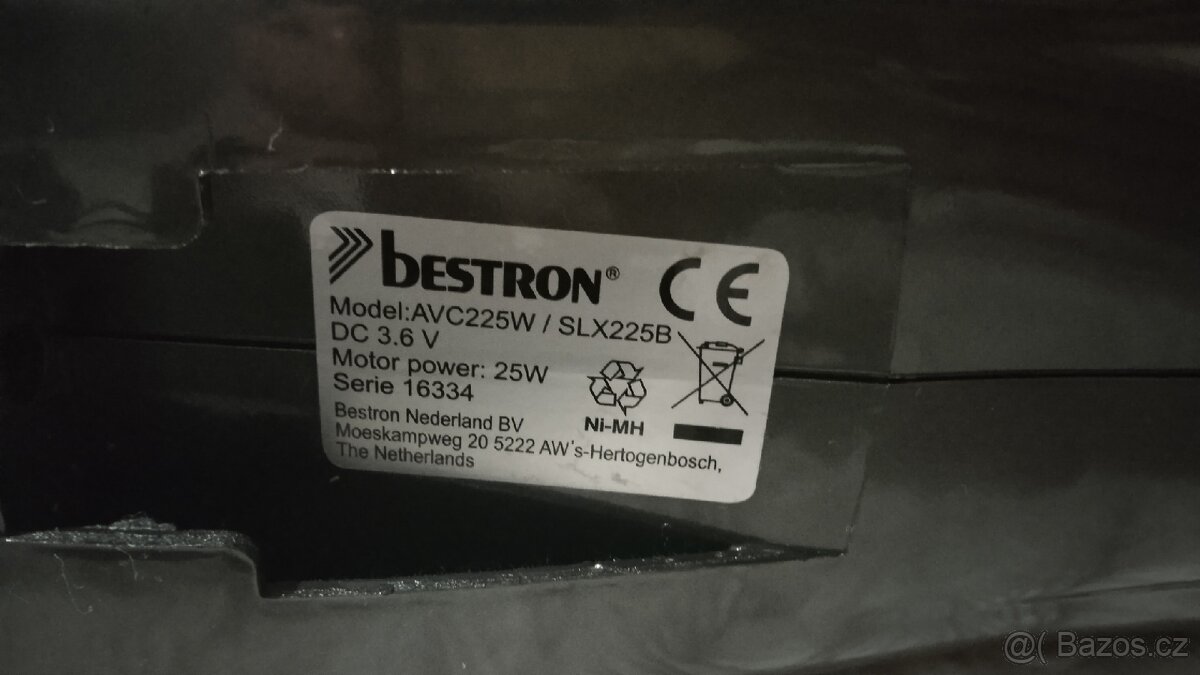 bESTRON®
CE
Model:AVC225W / SLX225B
DC 3.6 V
Motor power: 25W
Serie 16334
Ni-MH
Bestron Nederland BV
Moeskampweg 20 5222 AW's-Hertogenbosch,
The Netherlands
@( Bazos.cz